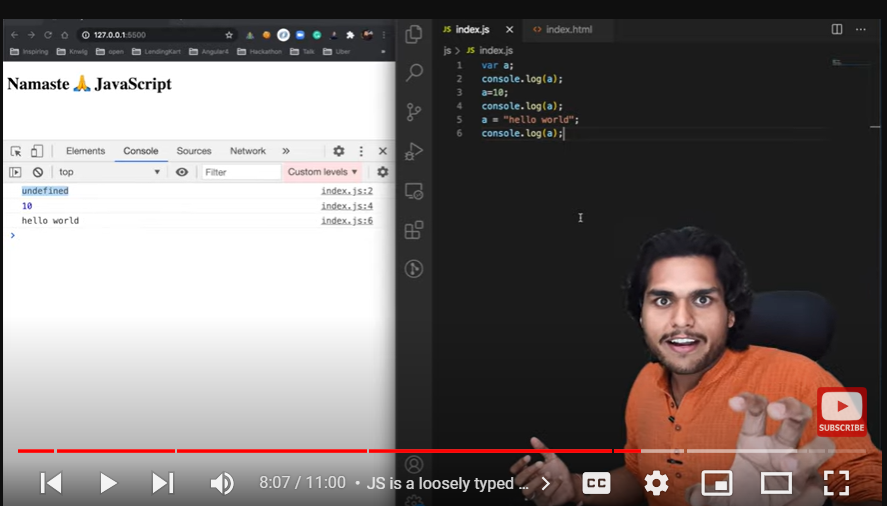 127.0.0.1:5500
Inspiring Knwlg open LendingKart Angular4 Hackathon Talk Uber »
Namaste 🙏 JavaScript
Elements Console Sources Network »
top Filter Custom levels ▼
undefined index.js:2
10 index.js:4
hello world index.js:6
>
JS index.js × <> index.html ...
js > JS index.js
1 var a;
2 console.log(a);
3 a=10;
4 console.log(a);
5 a = "hello world";
6 console.log(a);
SUBSCRIBE
8:07 / 11:00 • JS is a loosely typed ... >
CC